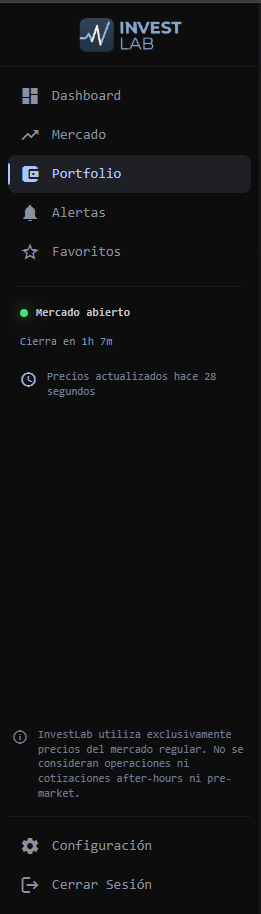 INVEST
LAB
Dashboard
Mercado
Portfolio
Alertas
Favoritos
Mercado abierto
Cierra en 1h 7m
Precios actualizados hace 28
segundos
InvestLab utiliza exclusivamente
precios del mercado regular. No se
consideran operaciones ni
cotizaciones after-hours ni pre-
market.
Configuración
Cerrar Sesión